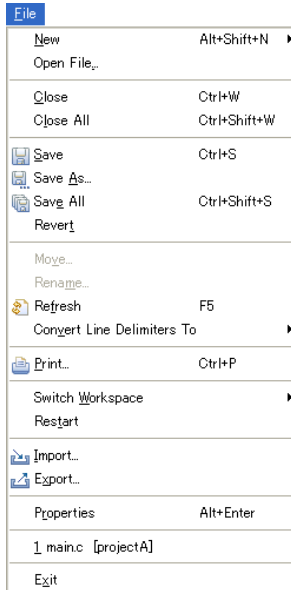 File
New Alt+Shift+N
Open File...
Close Ctrl+W
Close All Ctrl+Shift+W
Save Ctrl+S
Save As...
Save All Ctrl+Shift+S
Revert
Move...
Rename...
Refresh F5
Convert Line Delimiters To
Print... Ctrl+P
Switch Workspace
Restart
Import...
Export...
Properties Alt+Enter
1 main.c [projectA]
Exit